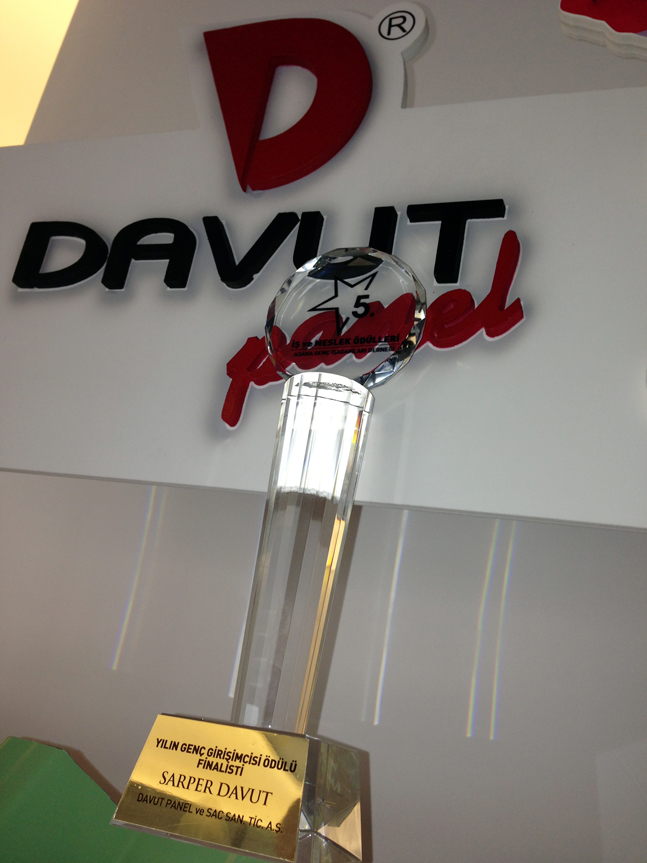 D ®
DAVUT
panel
5.
İŞ ve MESLEK ÖDÜLLERİ
YILIN GENÇ GİRİŞİMCİSİ ÖDÜLÜ
FİNALİSTİ
SARPER DAVUT
DAVUT PANEL ve SAC SAN. TİC. A.Ş.